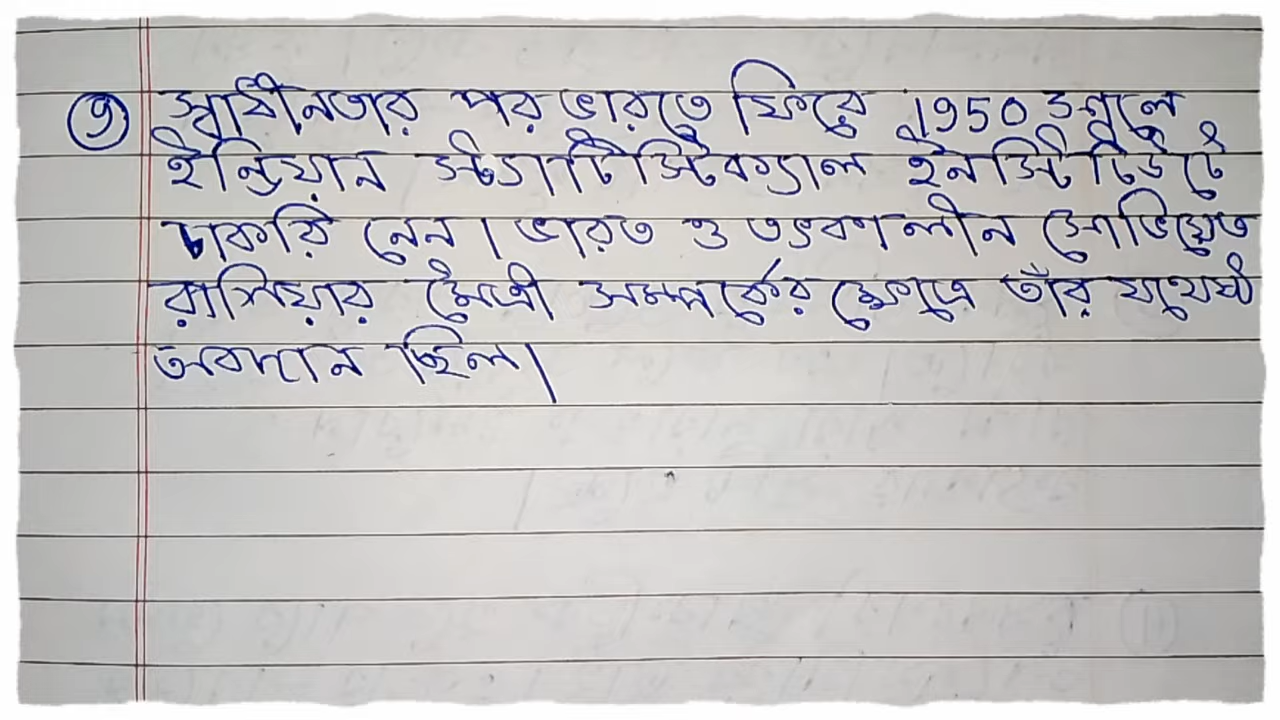 ৩ স্বাধীনতার পর ভারতে ফিরে 1950 সালে
ইন্ডিয়ান স্ট্যাটিস্টিক্যাল ইনস্টিটিউটে
চাকরি নেন। ভারত ও তৎকালীন সোভিয়েত
রাশিয়ার মৈত্রী সম্পর্কের ক্ষেত্রে তাঁর যথেষ্ট
অবদান ছিল।